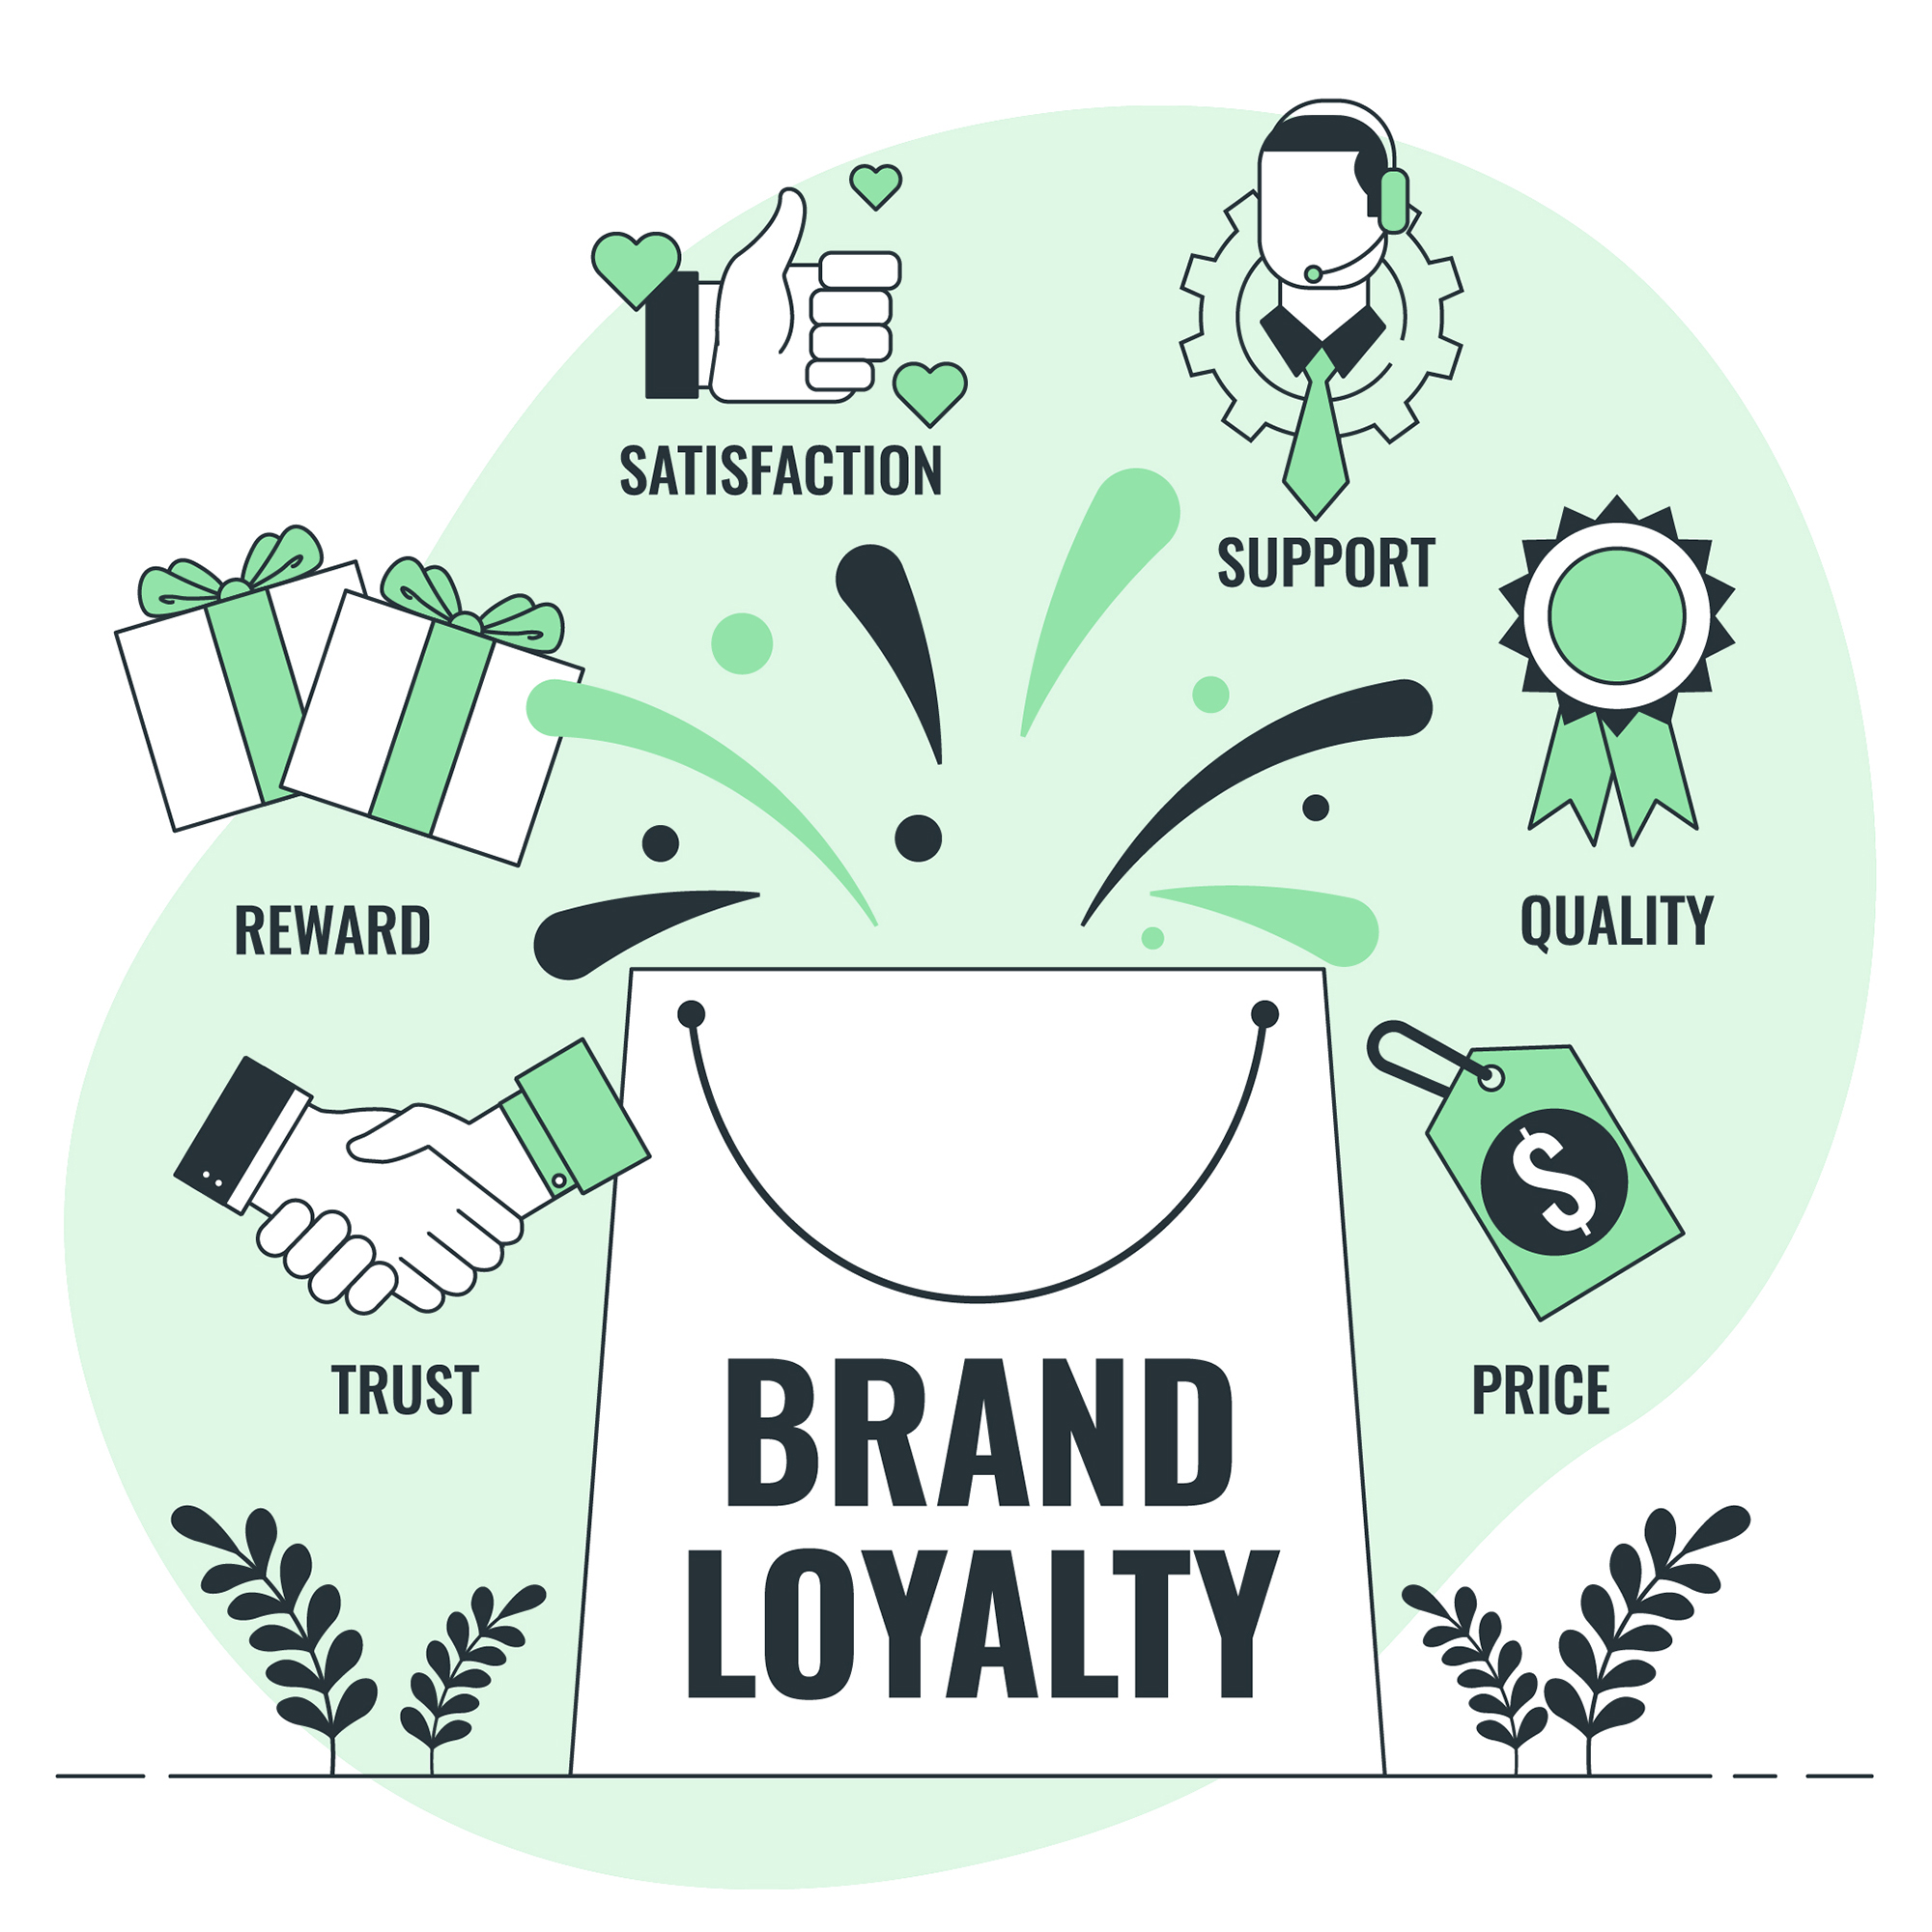 SATISFACTION
SUPPORT
REWARD
QUALITY
TRUST
PRICE
$
BRAND
LOYALTY